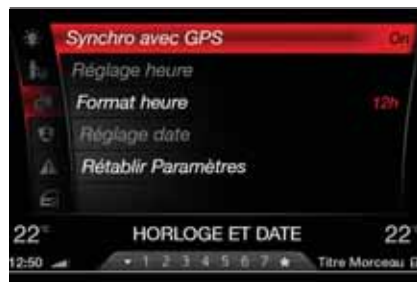 Synchro avec GPS On
Réglage heure
Format heure 12h
Réglage date
Rétablir Paramètres
22° HORLOGE ET DATE 22°
12:50 1 2 3 4 5 6 7 Titre Morceau E